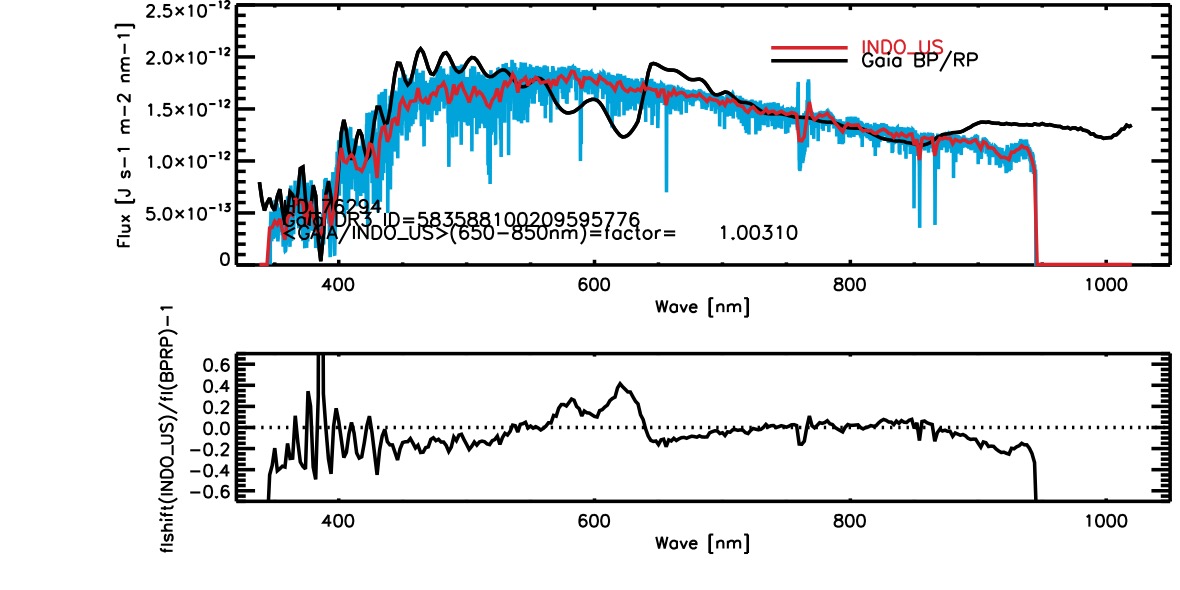 2.5×10−12
2.0×10−12
1.5×10−12
1.0×10−12
5.0×10−13
0
Flux [J s−1 m−2 nm−1]
INDO_US
Gaia BP/RP
HD_76294
Gaia DR3 ID=5835881002095957​76
<GAIA/INDO_US>(650−850nm)=factor= 1.00310
400 600 800 1000
Wave [nm]
flshift(INDO_US)/fl(BPRP)−1
0.6
0.4
0.2
0.0
−0.2
−0.4
−0.6
400 600 800 1000
Wave [nm]